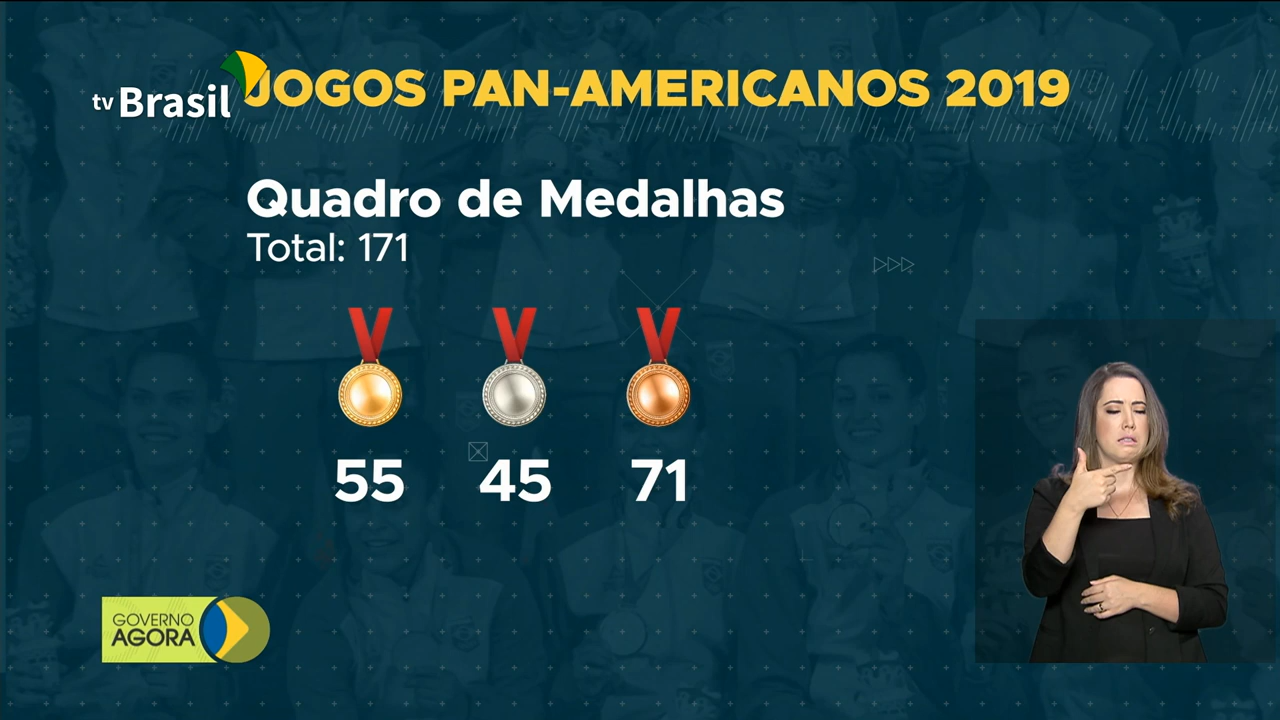 tv Brasil
JOGOS PAN-AMERICANOS 2019
Quadro de Medalhas
Total: 171
55 45 71
GOVERNO
AGORA